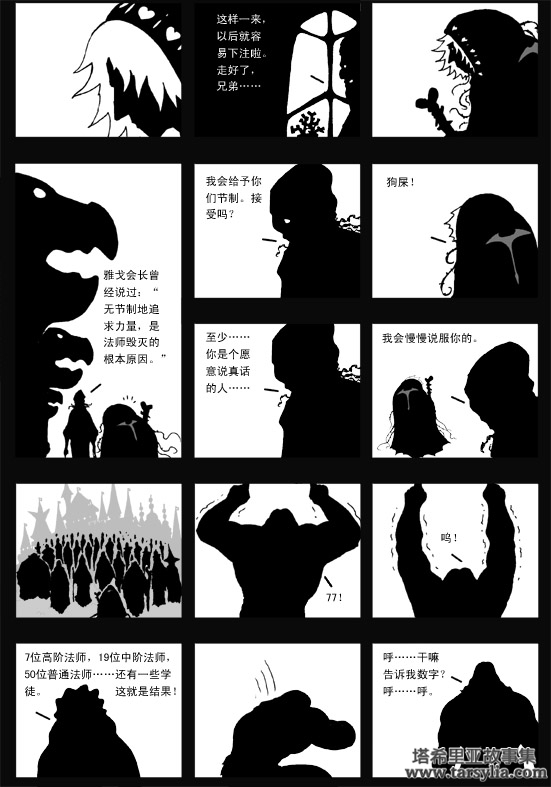 这样一来，
以后就容
易下注啦。
走好了，
兄弟……
雅戈会长曾
经说过：“
无节制地追
求力量，是
法师毁灭的
根本原因。”
我会给予你
们节制。接
受吗？
狗屎！
至少……
你是个愿
意说真话
的人……
我会慢慢说服你的。
77！
呜！
7位高阶法师，19位中阶法师，
50位普通法师……还有一些学
徒。 这就是结果！
呼……干嘛
告诉我数字？
呼……呼。
塔希里亚故事集
www.tarsylia.com